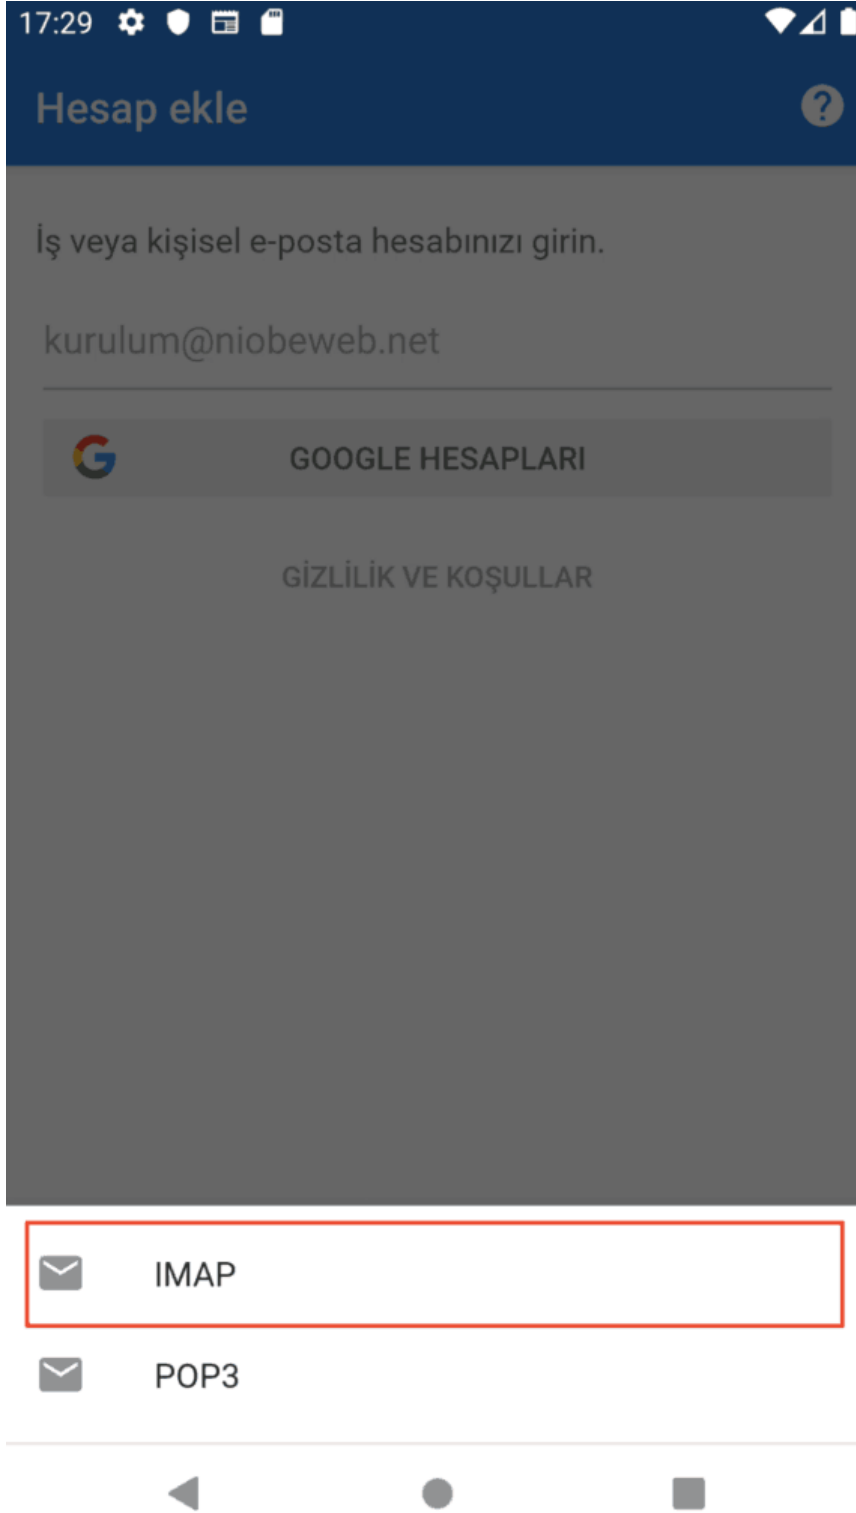 17:29
Hesap ekle
İş veya kişisel e-posta hesabınızı girin.
kurulum@niobeweb.net
GOOGLE HESAPLARI
GİZLİLİK VE KOŞULLAR
IMAP
POP3